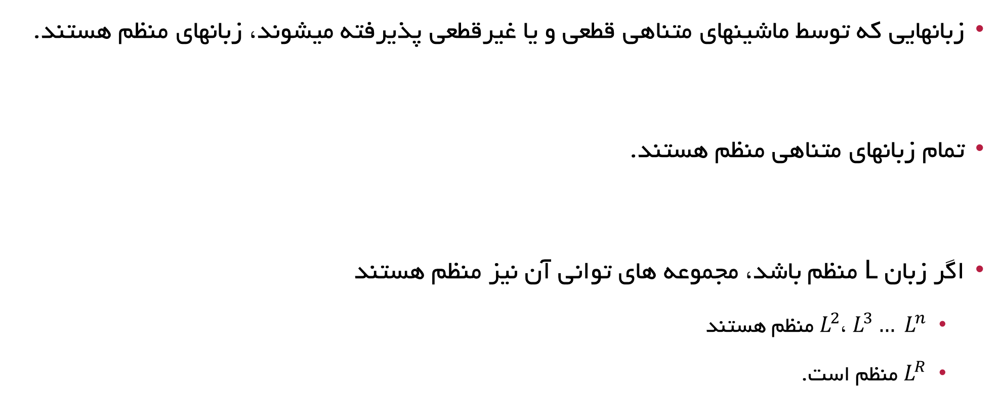 • زبانهایی که توسط ماشینهای متناهی قطعی و یا غیرقطعی پذیرفته میشوند، زبانهای منظم هستند.
• تمام زبانهای متناهی منظم هستند.
• اگر زبان L منظم باشد، مجموعه های توانی آن نیز منظم هستند
• L^2، L^3 ... L^n منظم هستند
• L^R منظم است.